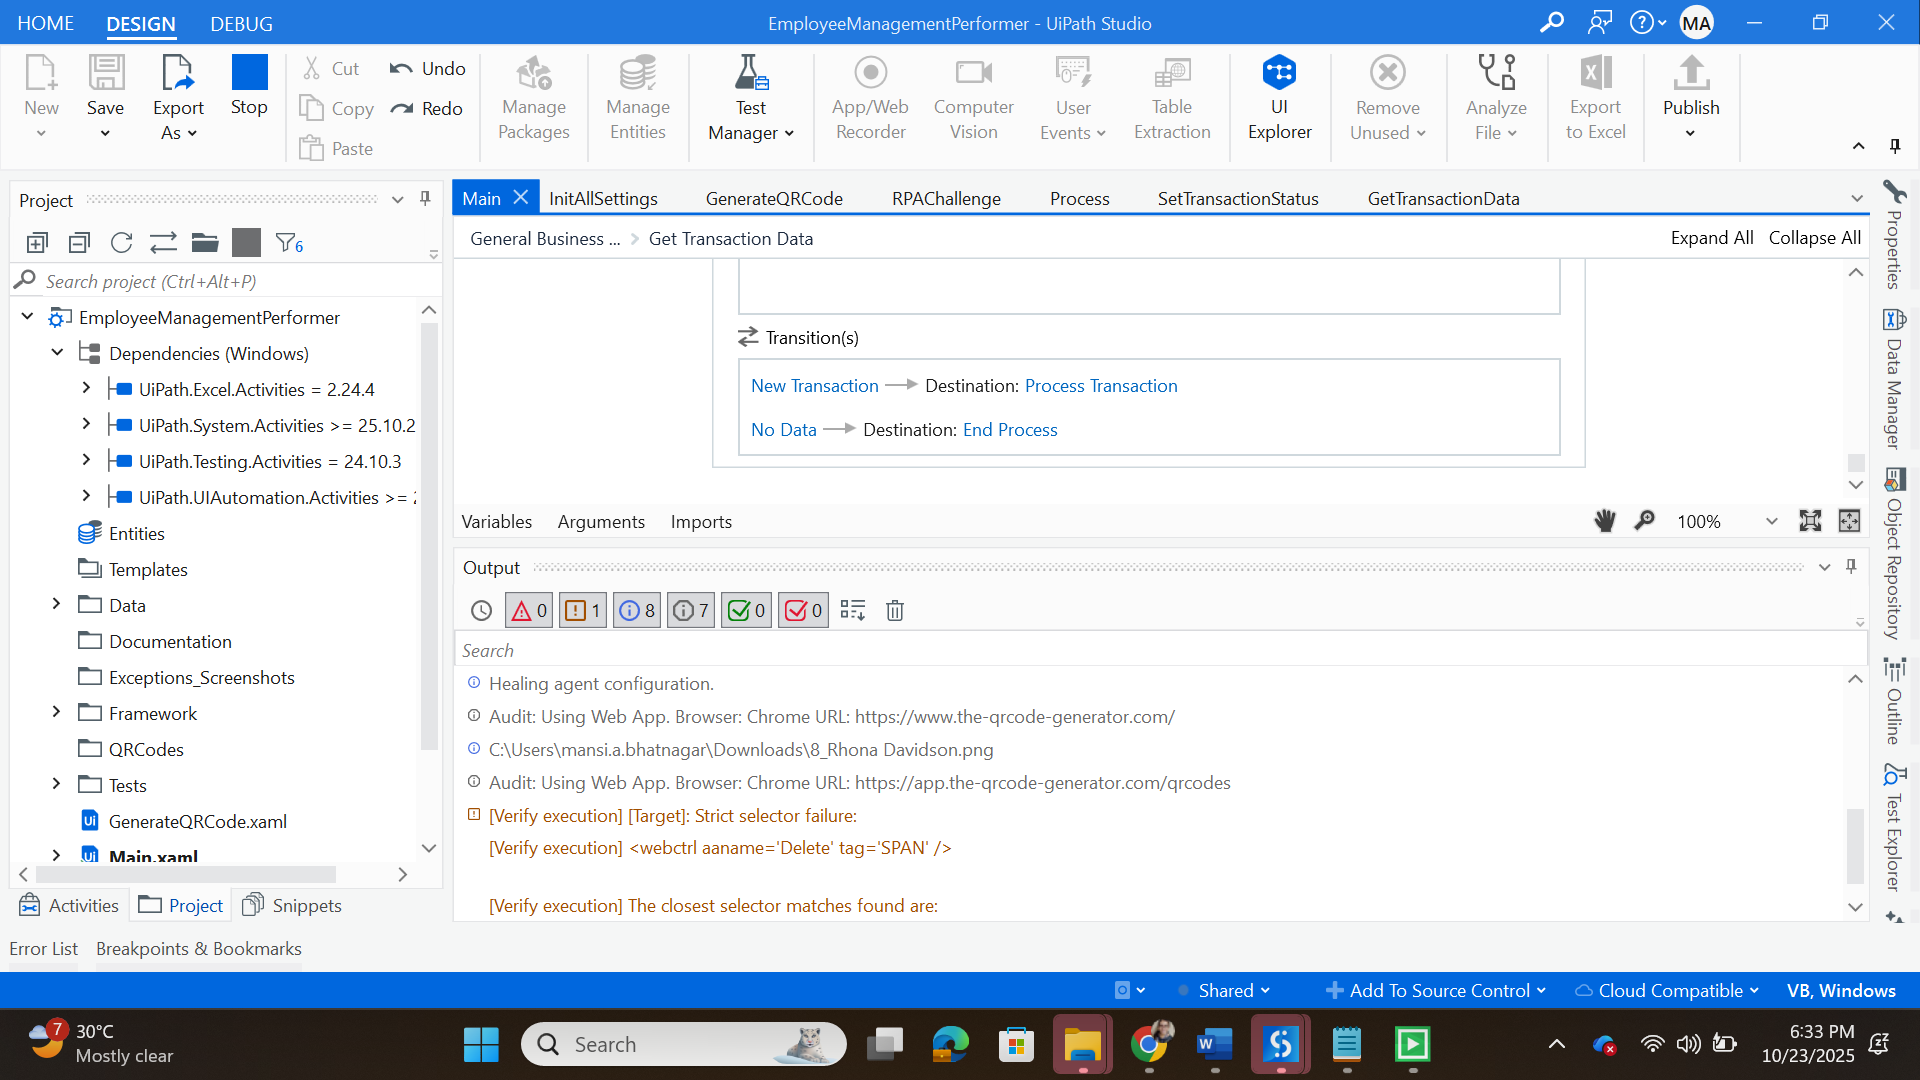 HOME DESIGN DEBUG EmployeeManagementPerformer - UiPath Studio MA
New Save Export As Stop Cut Copy Paste Undo Redo Manage Packages Manage Entities Test Manager App/Web Recorder Computer Vision User Events Table Extraction UI Explorer Remove Unused Analyze File Export to Excel Publish
Project
6
Search project (Ctrl+Alt+P)
EmployeeManagementPerformer
Dependencies (Windows)
UiPath.Excel.Activities = 2.24.4
UiPath.System.Activities >= 25.10.2
UiPath.Testing.Activities = 24.10.3
UiPath.UIAutomation.Activities >=
Entities
Templates
Data
Documentation
Exceptions_Screenshots
Framework
QRCodes
Tests
GenerateQRCode.xaml
Main.xaml
Activities Project Snippets
Main InitAllSettings GenerateQRCode RPAChallenge Process SetTransactionStatus GetTransactionData
General Business ... Get Transaction Data Expand All Collapse All
Transition(s)
New Transaction Destination: Process Transaction
No Data Destination: End Process
Variables Arguments Imports 100%
Output
0 1 8 7 0 0
Search
Healing agent configuration.
Audit: Using Web App. Browser: Chrome URL: https://www.the-qrcode-generator.com/
C:\Users\mansi.a.bhatnagar\Downloads\8_Rhona Davidson.png
Audit: Using Web App. Browser: Chrome URL: https://app.the-qrcode-generator.com/qrcodes
[Verify execution] [Target]: Strict selector failure:
[Verify execution] <webctrl aaname='Delete' tag='SPAN' />
[Verify execution] The closest selector matches found are:
Properties
Data Manager
Object Repository
Outline
Test Explorer
Error List Breakpoints & Bookmarks
Shared Add To Source Control Cloud Compatible VB, Windows
7 30°C
Mostly clear
Search
6:33 PM
10/23/2025